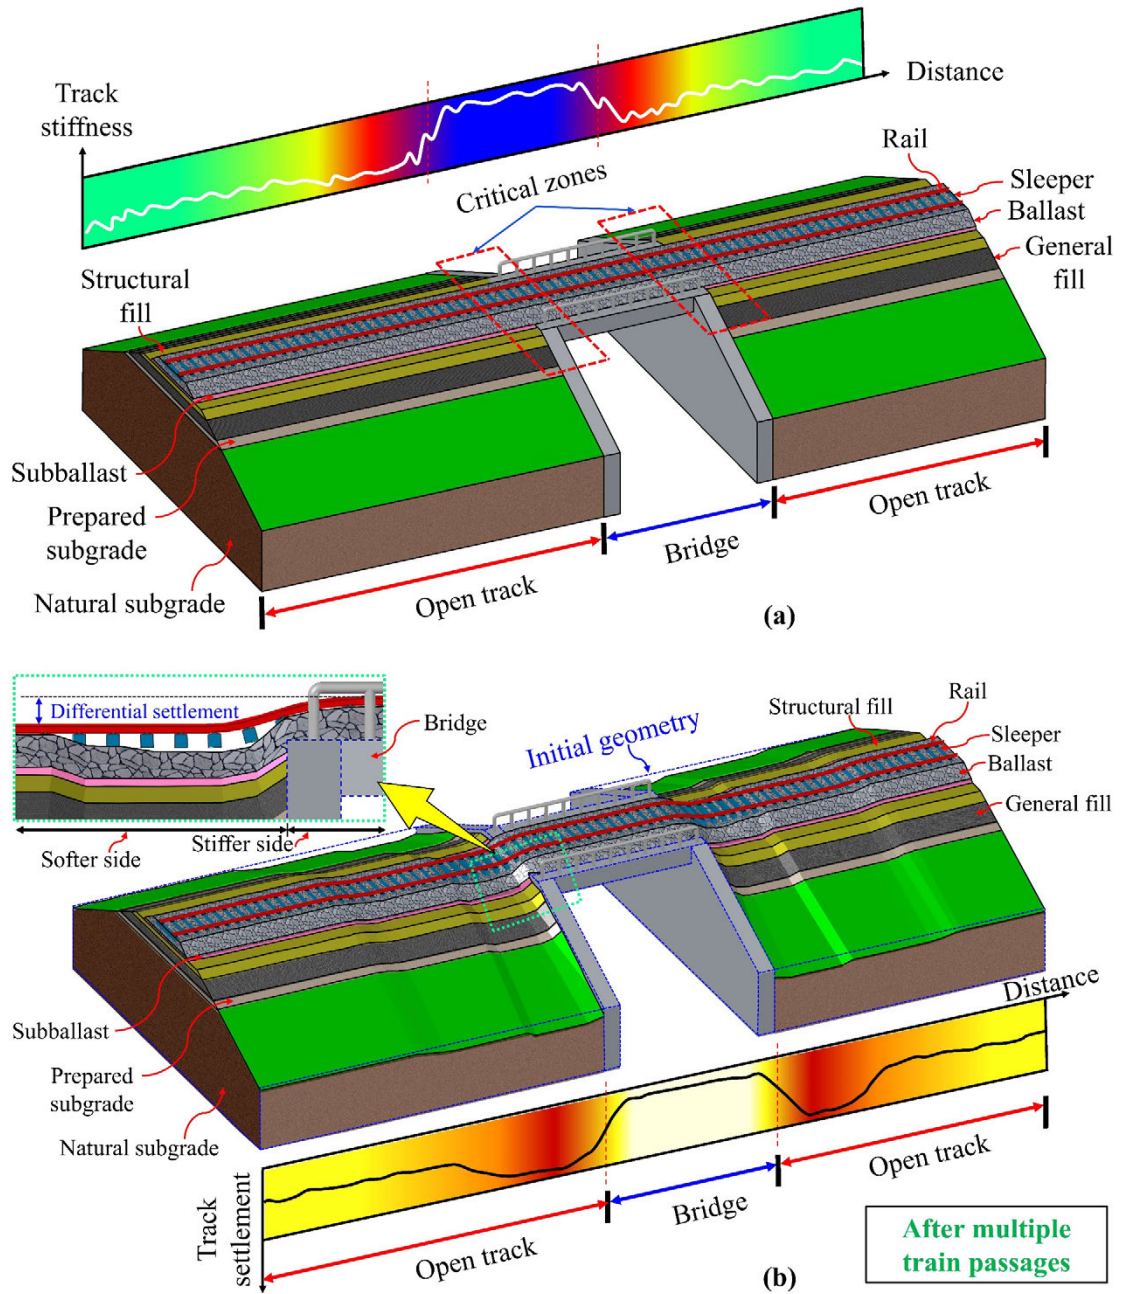 Distance
Track
stiffness
Rail
Critical zones
Sleeper
Ballast
General
fill
Structural
fill
Subballast
Open track
Prepared
subgrade
Bridge
Natural subgrade
Open track
(a)
Differential settlement
Bridge
Initial geometry
Structural fill
Rail
Sleeper
Ballast
General fill
Softer side
Stiffer side
Distance
Subballast
Prepared
subgrade
Natural subgrade
Open track
Bridge
Track
settlement
Open track
(b)
After multiple
train passages